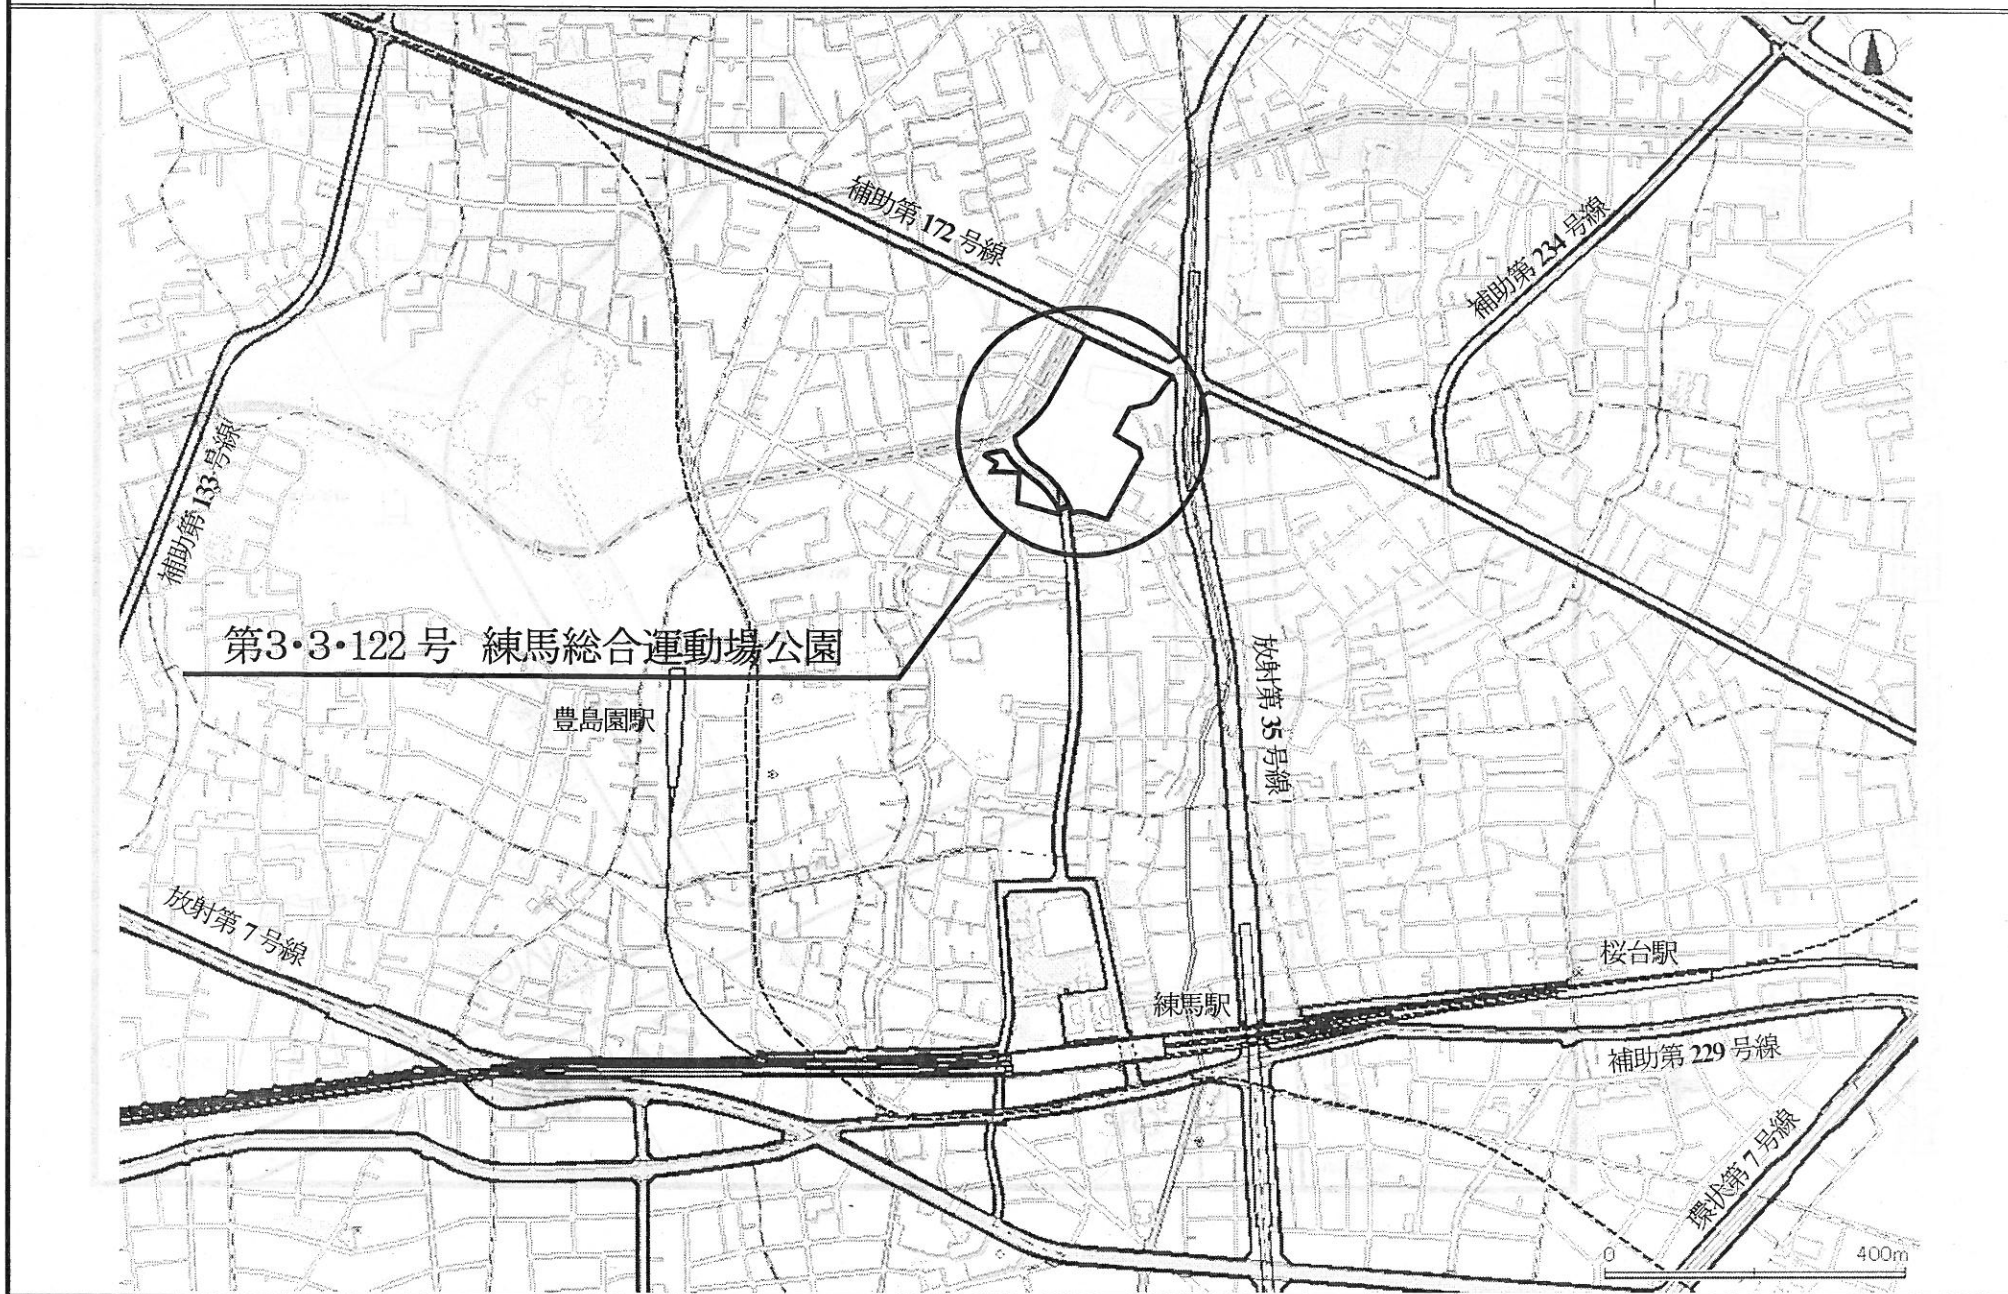 補助第172号線
補助第234号線
補助第133号線
第3・3・122号 練馬総合運動場公園
放射第35号線
豊島園駅
放射第7号線
桜台駅
練馬駅
補助第229号線
環状第7号線
0 400m